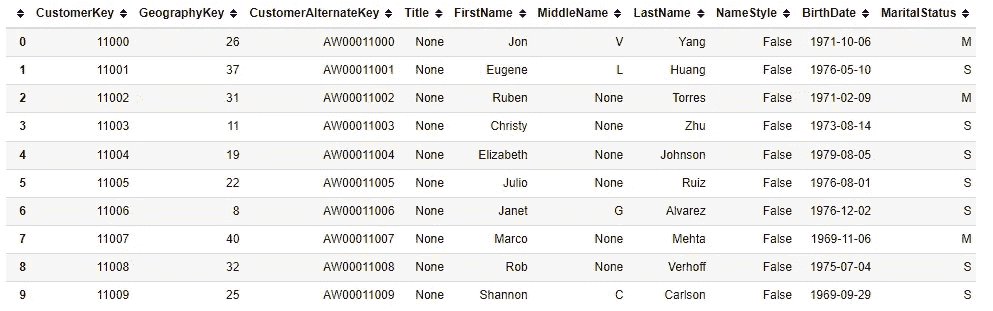 CustomerKey GeographyKey CustomerAlternateKey Title FirstName MiddleName LastName NameStyle BirthDate MaritalStatus
0 11000 26 AW00011000 None Jon V Yang False 1971-10-06 M
1 11001 37 AW00011001 None Eugene L Huang False 1976-05-10 S
2 11002 31 AW00011002 None Ruben None Torres False 1971-02-09 M
3 11003 11 AW00011003 None Christy None Zhu False 1973-08-14 S
4 11004 19 AW00011004 None Elizabeth None Johnson False 1979-08-05 S
5 11005 22 AW00011005 None Julio None Ruiz False 1976-08-01 S
6 11006 8 AW00011006 None Janet G Alvarez False 1976-12-02 S
7 11007 40 AW00011007 None Marco None Mehta False 1969-11-06 M
8 11008 32 AW00011008 None Rob None Verhoff False 1975-07-04 S
9 11009 25 AW00011009 None Shannon C Carlson False 1969-09-29 S